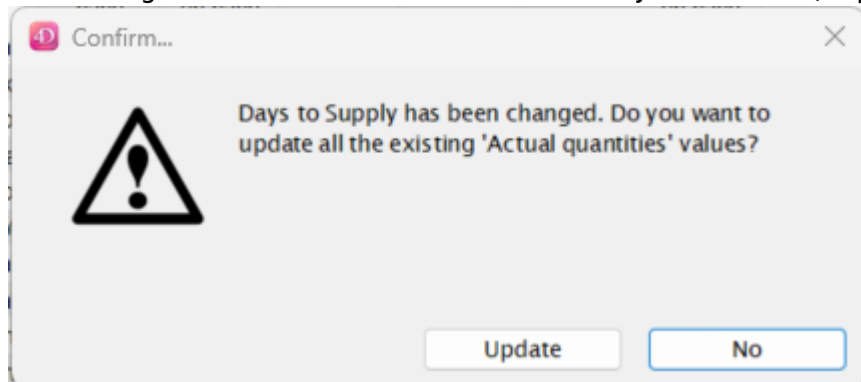 4D Confirm...
Days to Supply has been changed. Do you want to
update all the existing 'Actual quantities' values?
Update
No